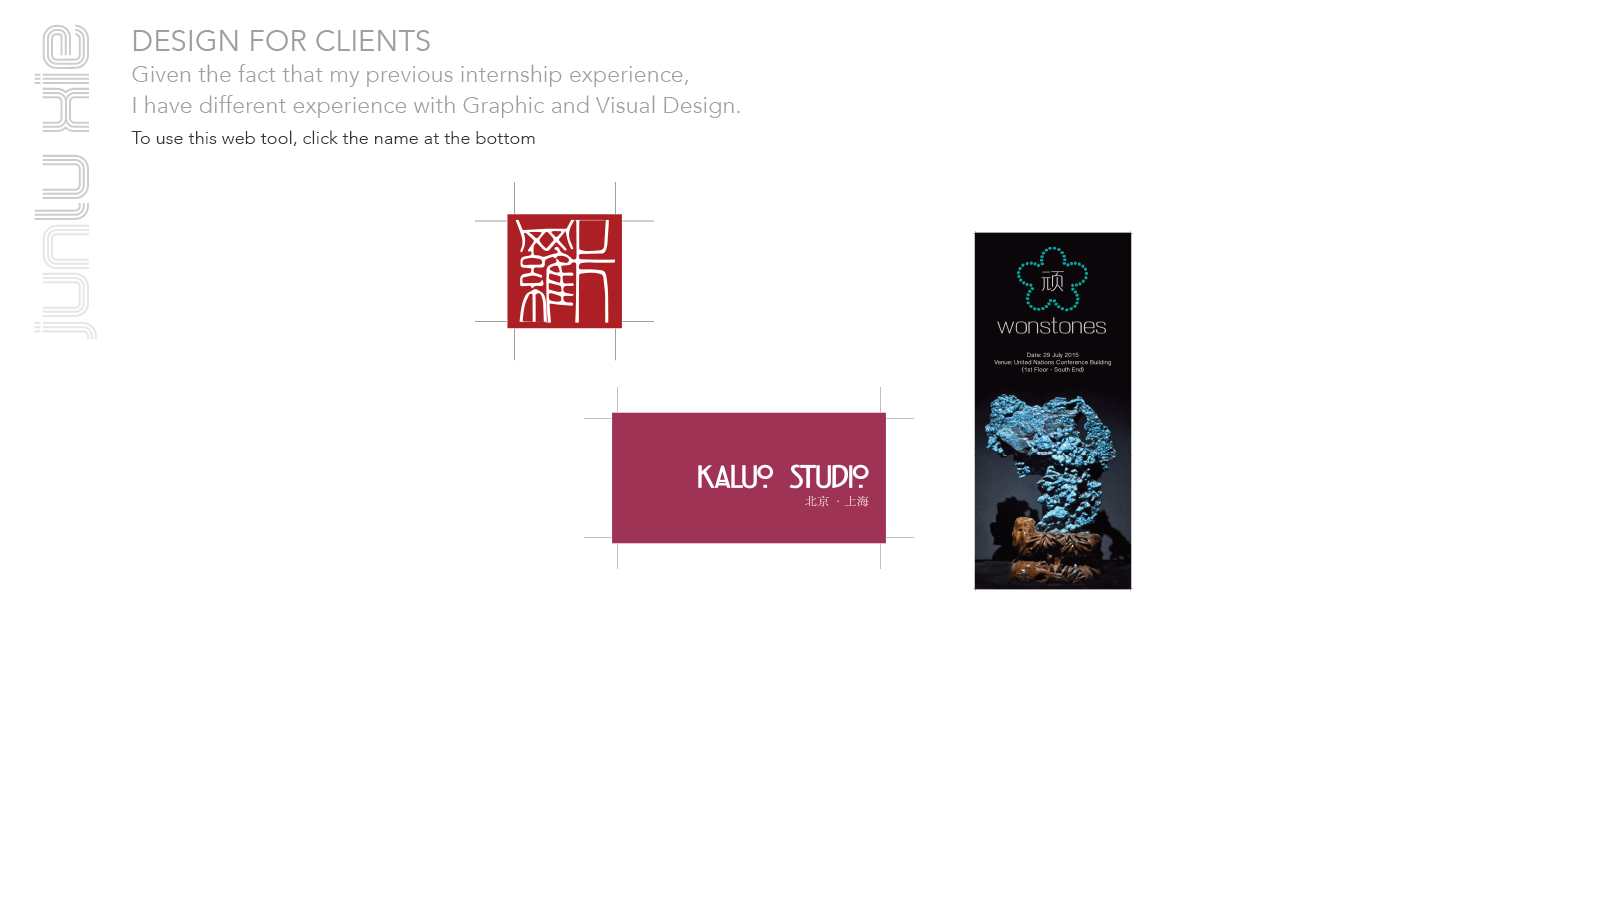 junlu xie
DESIGN FOR CLIENTS
Given the fact that my previous internship experience,
I have different experience with Graphic and Visual Design.
To use this web tool, click the name at the bottom
顽
wonstones
Date: 29 July 2015
Venue: United Nations Conference Building
(1st Floor - South End)
KALUO STUDIO
北京 · 上海